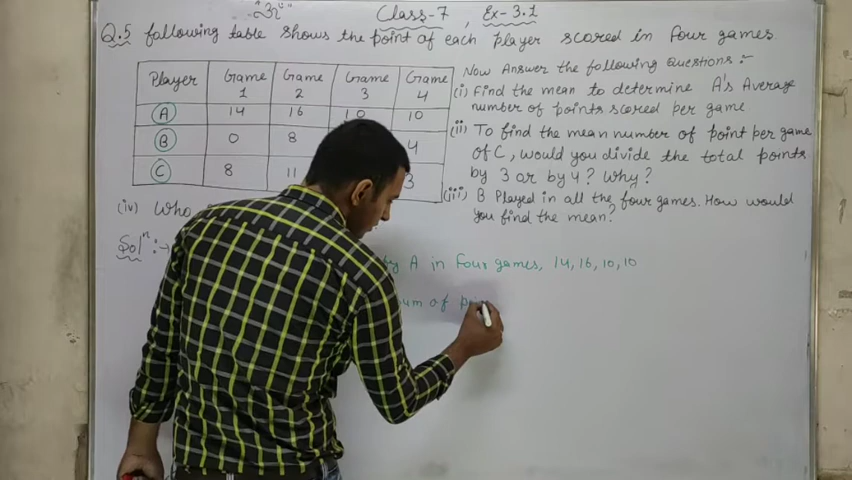 Class-7, Ex-3.1
Q.5 following table shows the point of each player scored in four games.
Player Game 1 Game 2 Game 3 Game 4
A 14 16 10 10
B 0 8 4
C 8 11 3
Now Answer the following Questions:-
(i) Find the mean to determine A's Average
number of points scored per game
(ii) To find the mean number of point per game
of C, would you divide the total points
by 3 or by 4? Why?
(iii) B Played in all the four games. How would
you find the mean?
(iv) Who
Solⁿ:-
by A in four games, 14, 16, 10, 10
sum of